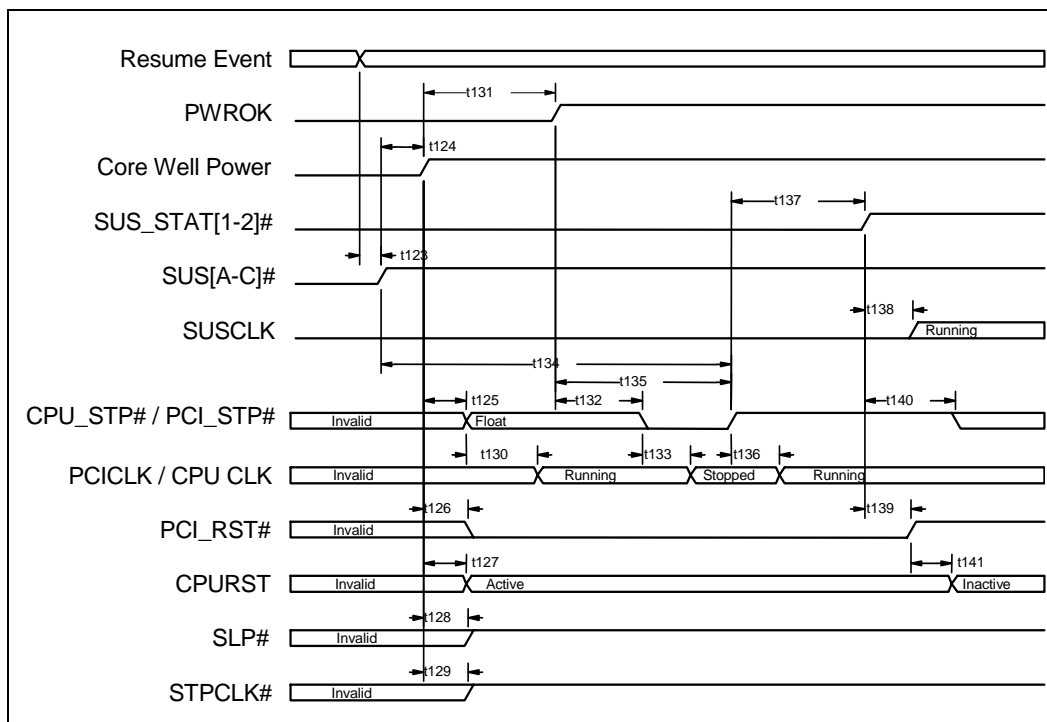 Resume Event
t131
PWROK
t124
Core Well Power
t137
SUS_STAT[1-2]#
t123
SUS[A-C]#
t138
SUSCLK
Running
t134
t135
t125
t132
t140
CPU_STP# / PCI_STP#
Invalid
Float
t130
t133
t136
PCICLK / CPU CLK
Invalid
Running
Stopped
Running
t126
t139
PCI_RST#
Invalid
t127
t141
CPURST
Invalid
Active
Inactive
t128
SLP#
Invalid
t129
STPCLK#
Invalid